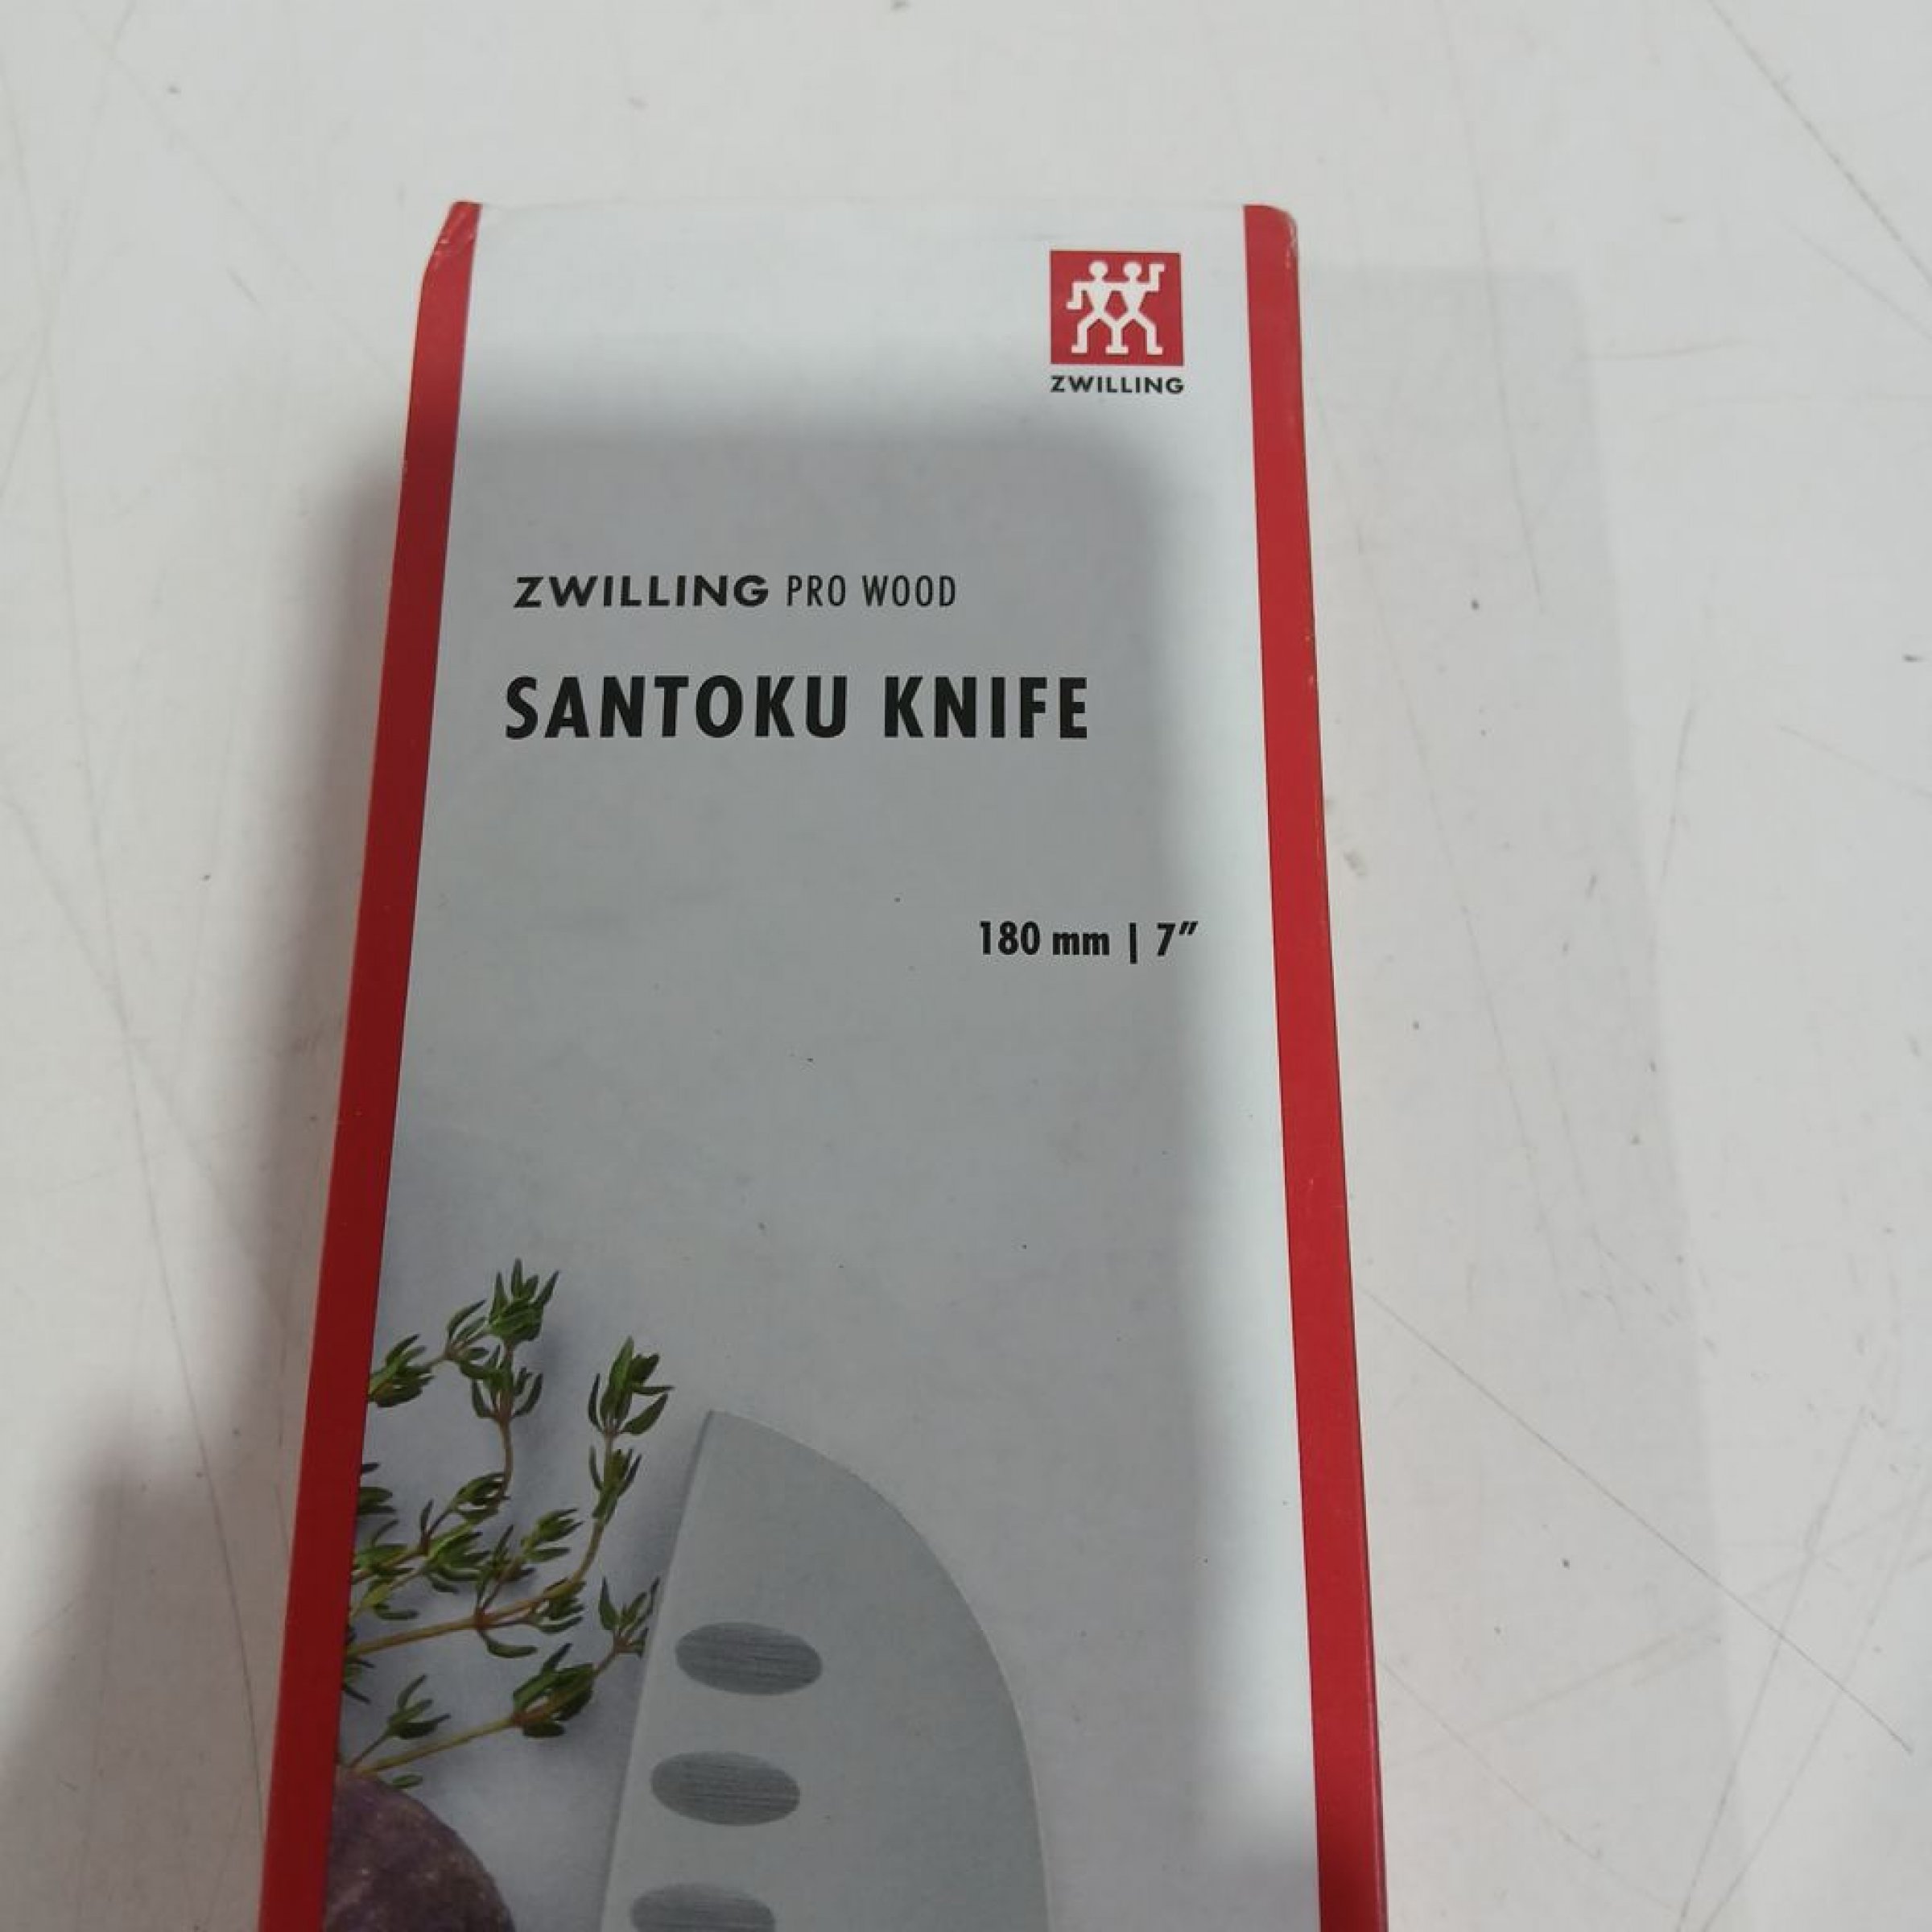 ZWILLING
ZWILLING PRO WOOD
SANTOKU KNIFE
180 mm | 7"